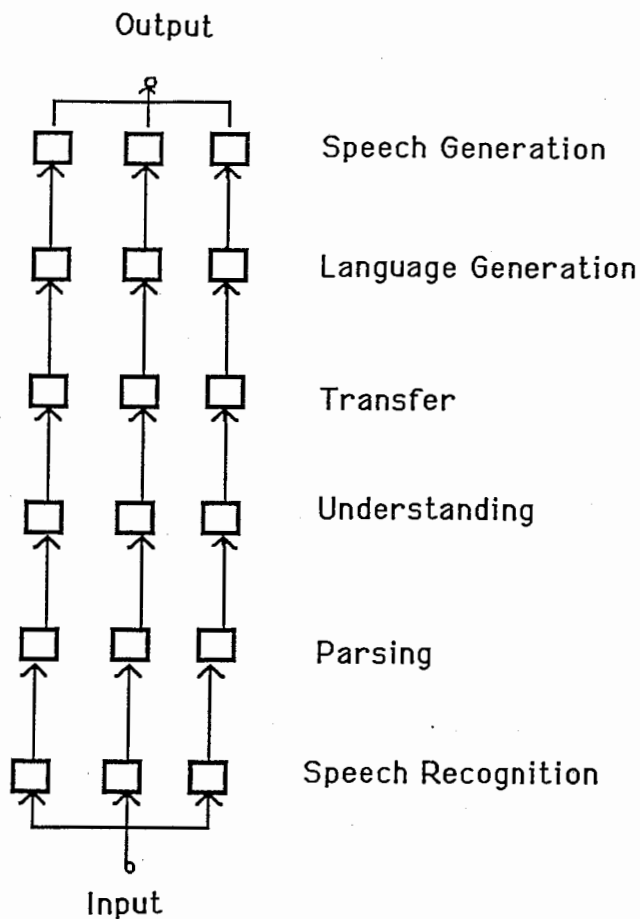 Output
Speech Generation
Language Generation
Transfer
Understanding
Parsing
Speech Recognition
Input